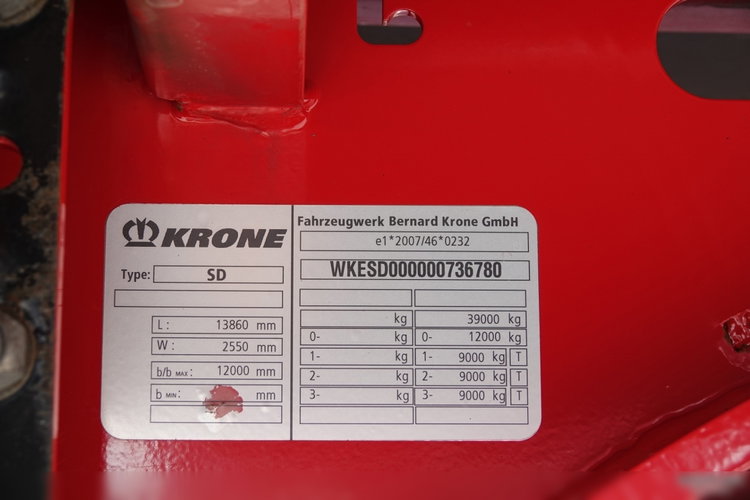 KRONE
Type: SD
L : 13860 mm
W : 2550 mm
b/b MAX : 12000 mm
b MIN : mm
Fahrzeugwerk Bernard Krone GmbH
e1*2007/46*0232
WKESD000000736780
kg 39000 kg
0- kg 0- 12000 kg
1- kg 1- 9000 kg T
2- kg 2- 9000 kg T
3- kg 3- 9000 kg T